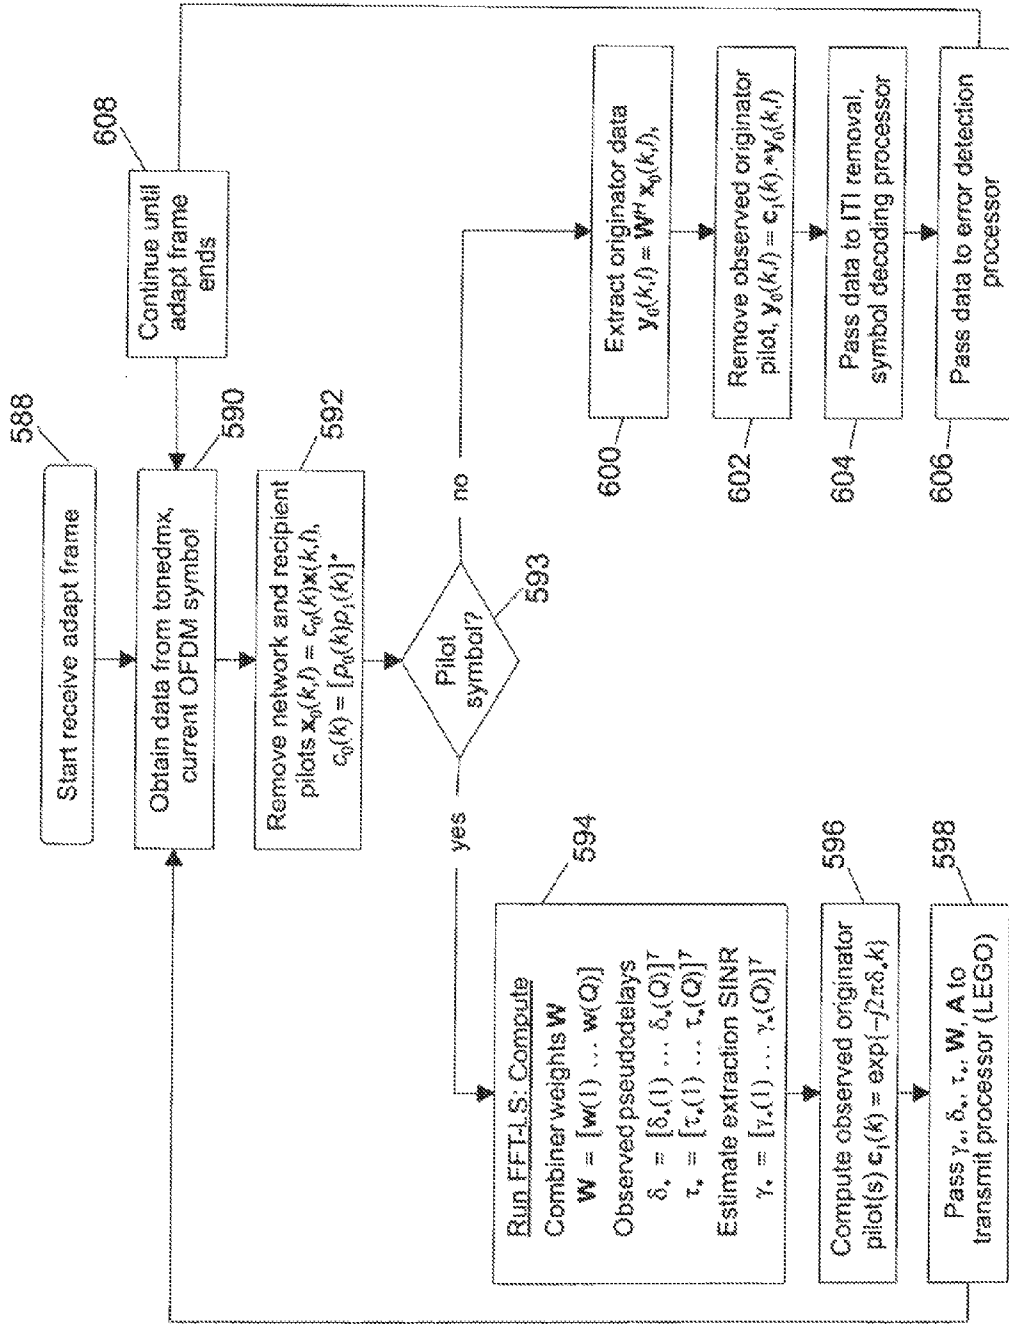 588
Start receive adapt frame
608
Continue until
adapt frame
ends
590
Obtain data from tonedmx,
current OFDM symbol
592
Remove network and recipient
pilots x₀(k,l) = c₀(k)x(k,l),
c₀(k) = [p₀(k)p₁(k)]*
Pilot
symbol?
593
yes
no
594
Run FFT-LS: Compute
Combiner weights W
W = [w(1) ... w(Q)]
Observed pseudodelays
δ* = [δ*(1) ... δ*(Q)]ᵀ
τ* = [τ*(1) ... τ*(Q)]ᵀ
Estimate extraction SINR
γ* = [γ*(1) ... γ*(Q)]ᵀ
596
Compute observed originator
pilot(s) c₁(k) = exp{-j2πδ*k}
598
Pass γ*, δ*, τ*, W, A to
transmit processor (LEGO)
600
Extract originator data
y₀(k,l) = Wᴴ x₀(k,l),
602
Remove observed originator
pilot, y₀(k,l) = c₁(k).*y₀(k,l)
604
Pass data to ITI removal,
symbol decoding processor
606
Pass data to error detection
processor